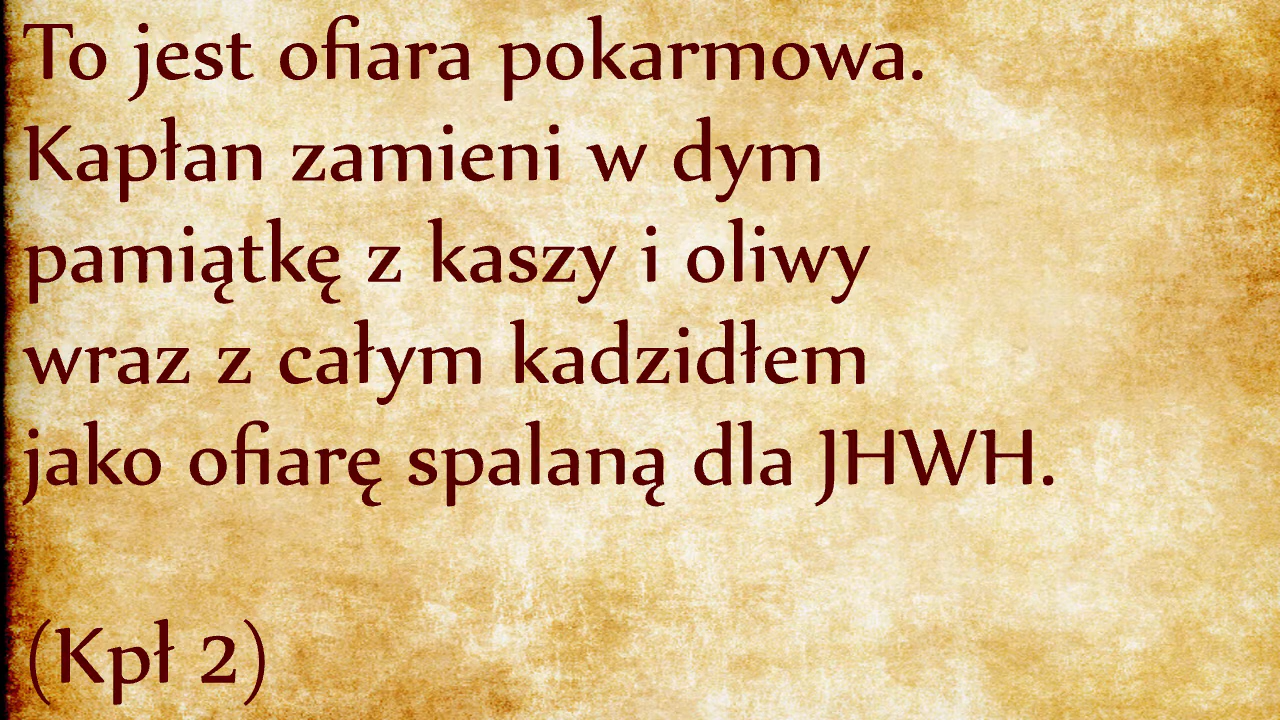 To jest ofiara pokarmowa.
Kapłan zamieni w dym
pamiątkę z kaszy i oliwy
wraz z całym kadzidłem
jako ofiarę spalaną dla JHWH.
(Kpł 2)